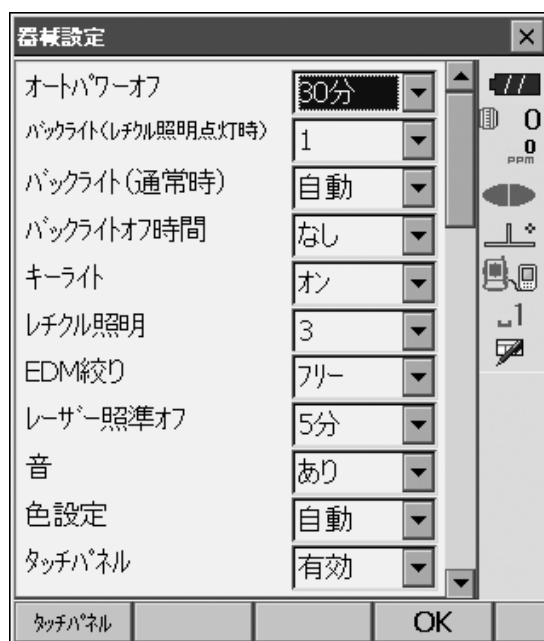 器械設定
オートパワーオフ 30分
バックライト(レチクル照明点灯時) 1
バックライト(通常時) 自動
バックライトオフ時間 なし
キーライト オン
レチクル照明 3
EDM絞り フリー
レーザー照準オフ 5分
音 あり
色設定 自動
タッチパネル 有効
0
0
PPM
1
タッチパネル OK